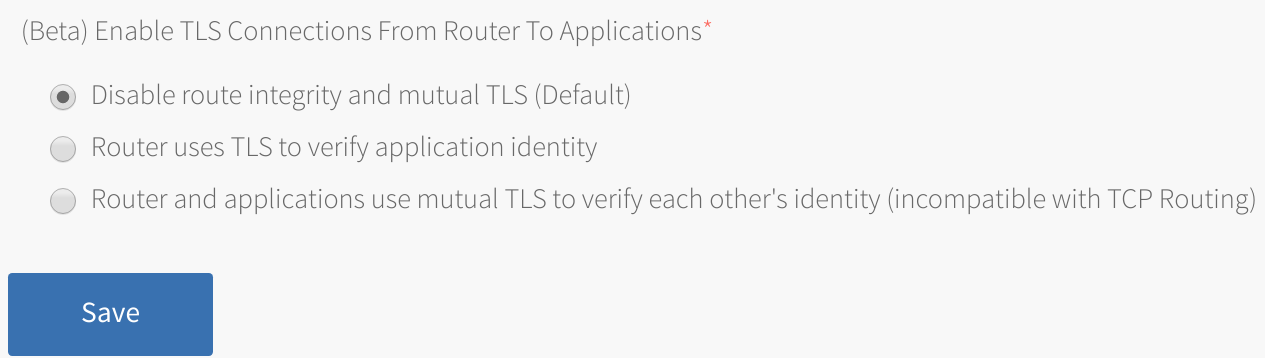 (Beta) Enable TLS Connections From Router To Applications*
Disable route integrity and mutual TLS (Default)
Router uses TLS to verify application identity
Router and applications use mutual TLS to verify each other's identity (incompatible with TCP Routing)
Save